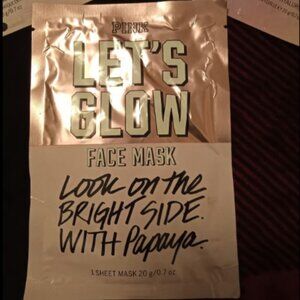 PINK
LET'S
GLOW
FACE MASK
Look on the
BRIGHT SIDE.
WITH Papaya.
1 SHEET MASK 20 g/0.7 oz